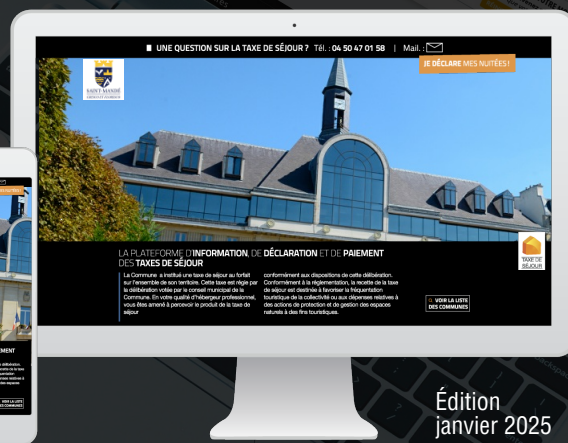 UNE QUESTION SUR LA TAXE DE SÉJOUR ? Tél. : 04 50 47 01 58 | Mail. :
JE DÉCLARE MES NUITÉES !
SAINT-MANDÉ
LA PLATEFORME D'INFORMATION, DE DÉCLARATION ET DE PAIEMENT
DES TAXES DE SÉJOUR
La Commune a institué une taxe de séjour au forfait
sur l'ensemble de son territoire. Cette taxe est régie par
la délibération votée par le conseil municipal de la
Commune. En votre qualité d'hébergeur professionnel,
vous êtes amené à percevoir le produit de la taxe de
séjour
conformément aux dispositions de cette délibération.
Conformément à la réglementation, la recette de la taxe
de séjour est destinée à favoriser la fréquentation
touristique de la collectivité ou aux dépenses relatives à
des actions de protection et de gestion des espaces
naturels à des fins touristiques.
TAXE DE
SÉJOUR
VOIR LA LISTE
DES COMMUNES
Édition
janvier 2025